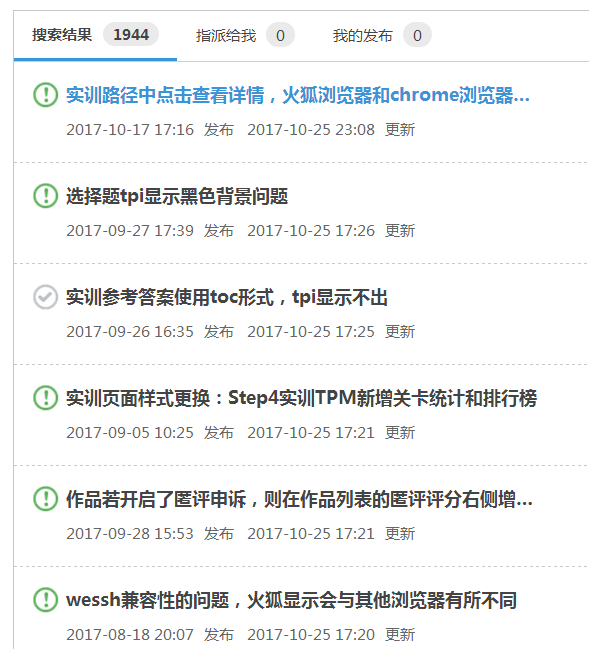 搜索结果 1944 指派给我 0 我的发布 0
实训路径中点击查看详情，火狐浏览器和chrome浏览器...
2017-10-17 17:16 发布 2017-10-25 23:08 更新
选择题tpi显示黑色背景问题
2017-09-27 17:39 发布 2017-10-25 17:26 更新
实训参考答案使用toc形式，tpi显示不出
2017-09-26 16:35 发布 2017-10-25 17:25 更新
实训页面样式更换：Step4实训TPM新增关卡统计和排行榜
2017-09-05 10:25 发布 2017-10-25 17:21 更新
作品若开启了匿评申诉，则在作品列表的匿评评分右侧增...
2017-09-28 15:53 发布 2017-10-25 17:21 更新
wessh兼容性的问题，火狐显示会与其他浏览器有所不同
2017-08-18 20:07 发布 2017-10-25 17:20 更新